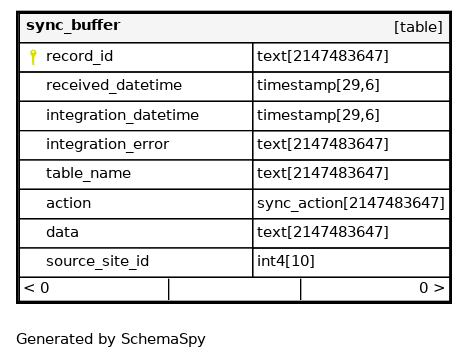 sync_buffer [table]
record_id text[2147483647]
received_datetime timestamp[29,6]
integration_datetime timestamp[29,6]
integration_error text[2147483647]
table_name text[2147483647]
action sync_action[2147483647]
data text[2147483647]
source_site_id int4[10]
< 0 0 >
Generated by SchemaSpy